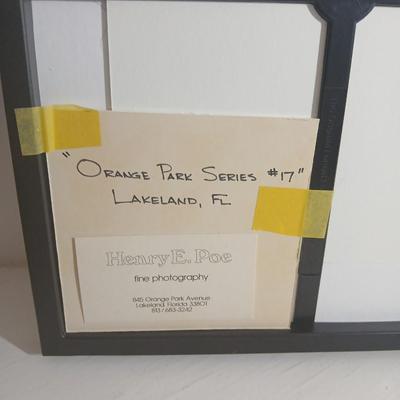 "Orange Park Series #17"
Lakeland, FL
Henry E. Poe
fine photography
845 Orange Park Avenue
Lakeland, Florida 33801
813/683-3242